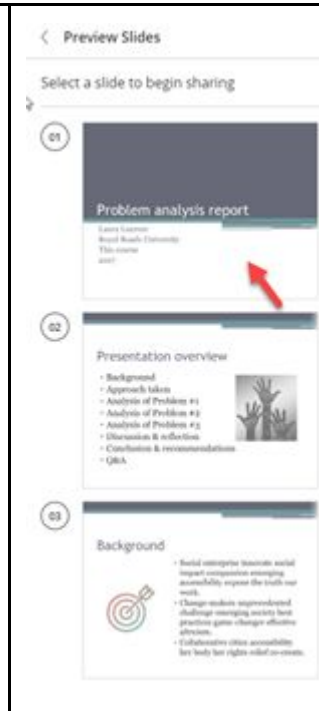 < Preview Slides
Select a slide to begin sharing
01
Problem analysis report
Royal Roads University
This course
2017
02
Presentation overview
• Background
• Approach taken
• Analysis of Problem #1
• Analysis of Problem #2
• Analysis of Problem #3
• Discussion & reflection
• Conclusion & recommendations
• Q&A
03
Background
• Social enterprise innovate social
impact compassion emerging
accessibility expose the truth our
work.
• Change-makers unprecedented
challenge emerging society best
practices game-changer effective
altruism.
• Collaborative cities accessibility
her body her rights relief co-create.